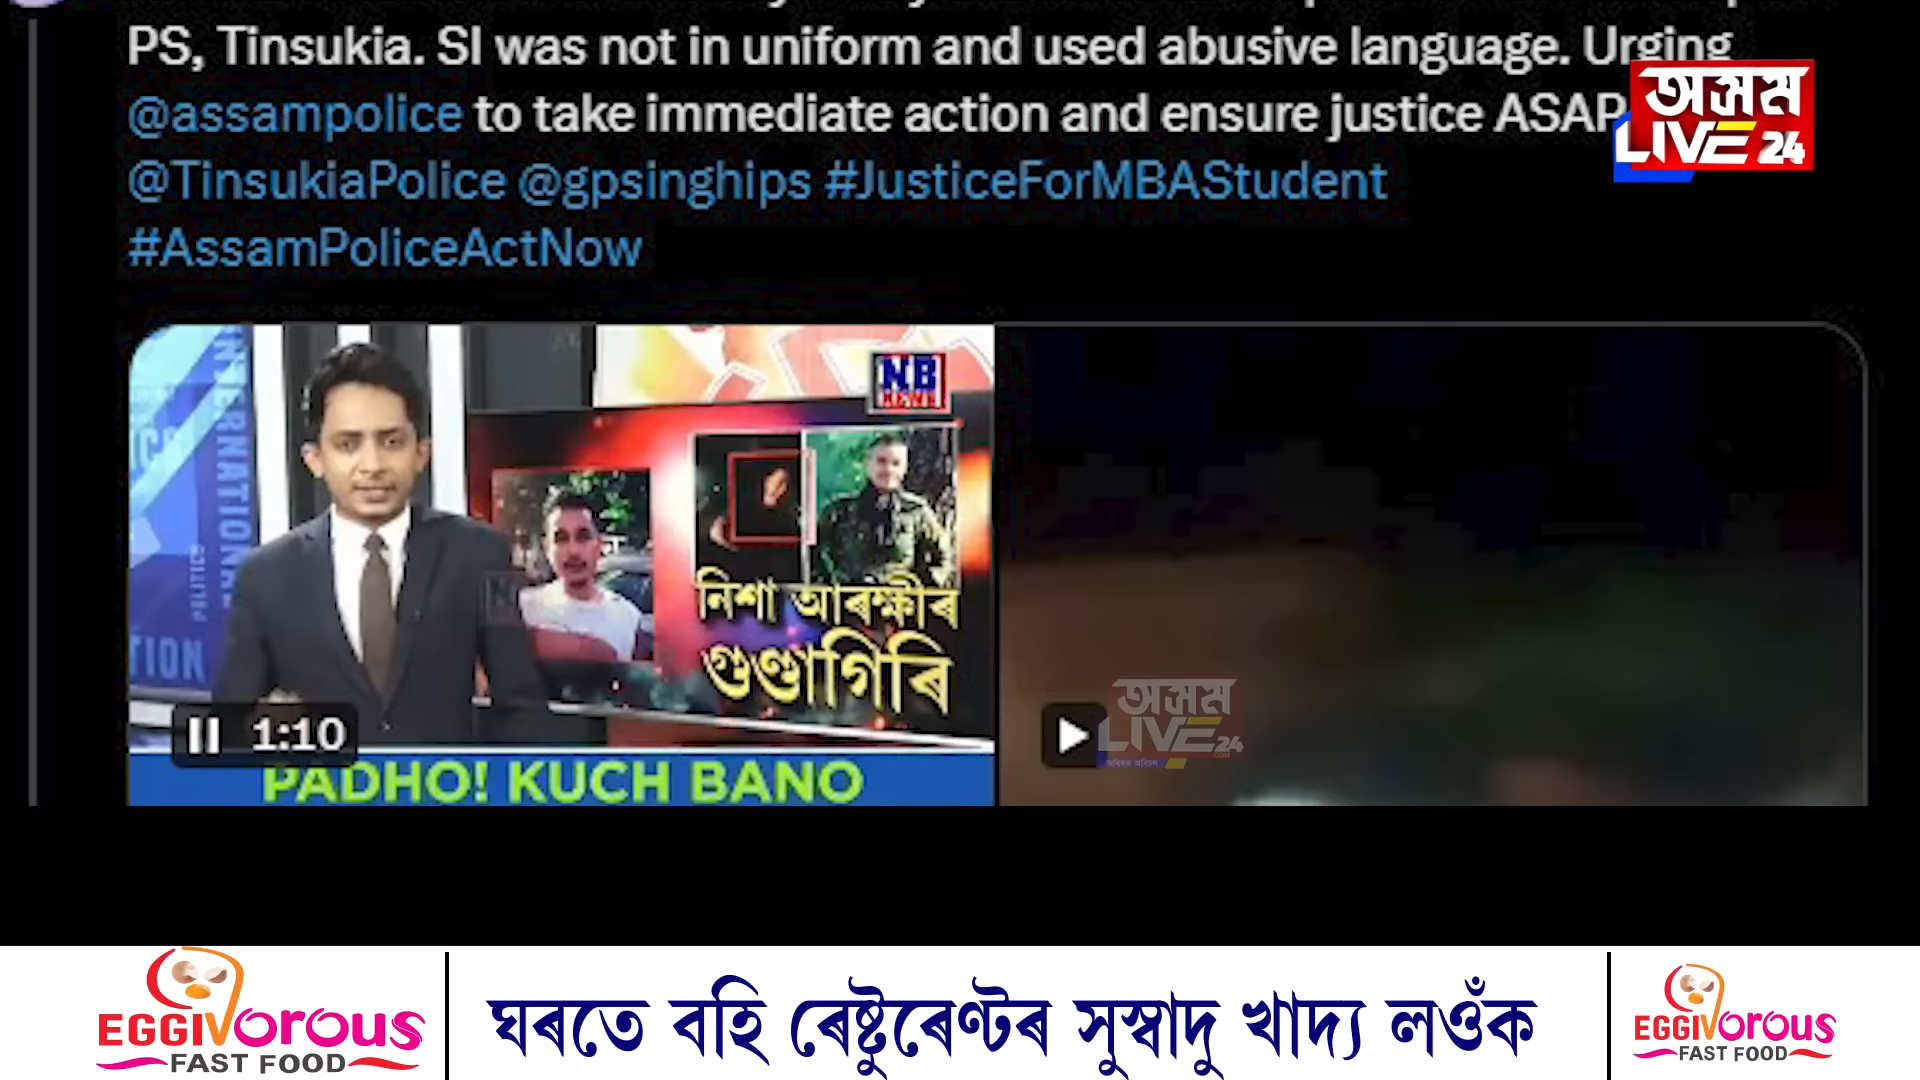 PS, Tinsukia. SI was not in uniform and used abusive language. Urging
@assampolice to take immediate action and ensure justice ASAP
@TinsukiaPolice @gpsinghips #JusticeForMBAStudent
#AssamPoliceActNow
অসম
LIVE 24
NB
NEWS
POLITICS
নিশা আৰক্ষীৰ
গুণ্ডাগিৰি
1:10
PADHO! KUCH BANO
অসম
LIVE 24
EGGIVOROUS
FAST FOOD
ঘৰতে বহি ৰেষ্টুৰেণ্টৰ সুস্বাদু খাদ্য লওঁক
EGGIVOROUS
FAST FOOD